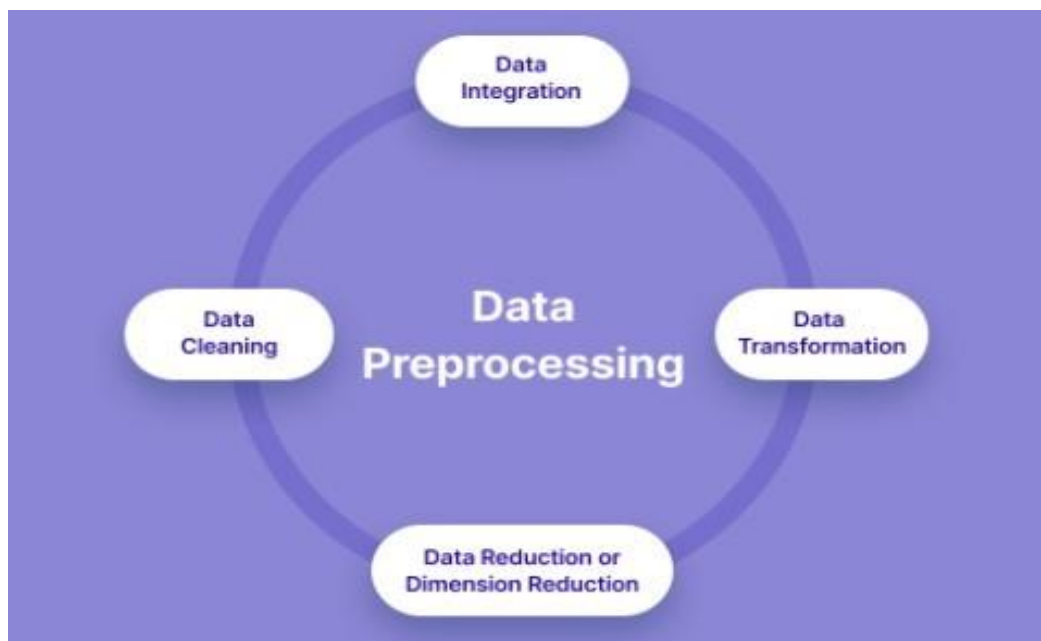 Data
Integration
Data
Cleaning
Data
Preprocessing
Data
Transformation
Data Reduction or
Dimension Reduction